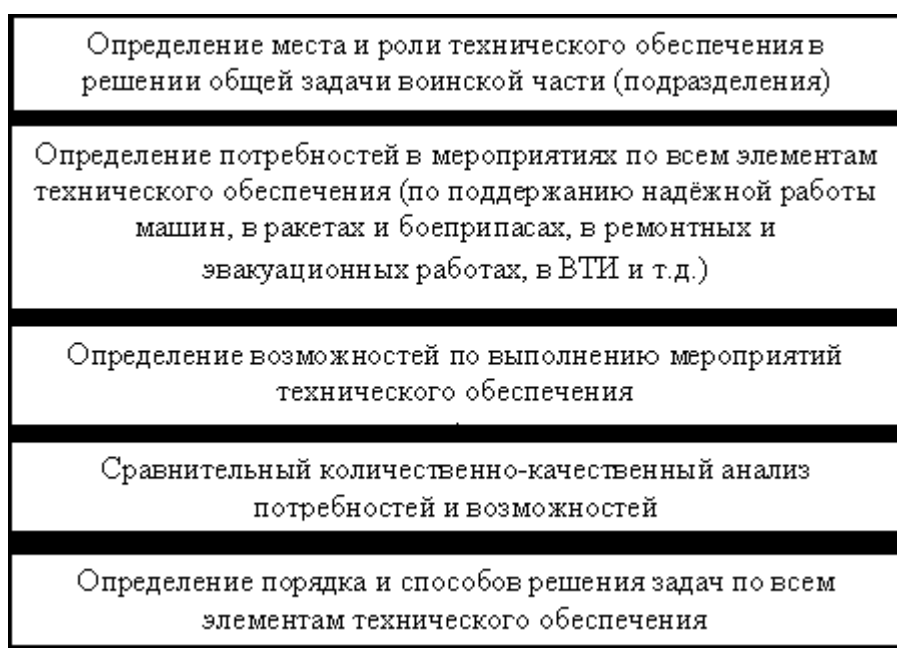 Определение места и роли технического обеспечения в
решении общей задачи воинской части (подразделения)
Определение потребностей в мероприятиях по всем элементам
технического обеспечения (по поддержанию надёжной работы
машин, в ракетах и боеприпасах, в ремонтных и
эвакуационных работах, в ВТИ и т.д.)
Определение возможностей по выполнению мероприятий
технического обеспечения
Сравнительный количественно-качественный анализ
потребностей и возможностей
Определение порядка и способов решения задач по всем
элементам технического обеспечения